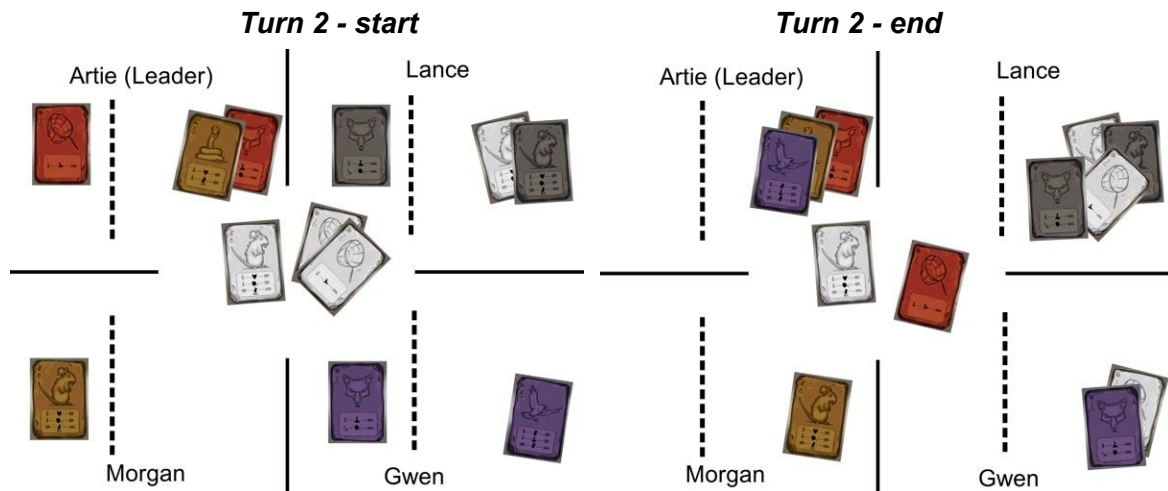 Turn 2 - start
Turn 2 - end
Artie (Leader)
Lance
Morgan
Gwen
Artie (Leader)
Lance
Morgan
Gwen